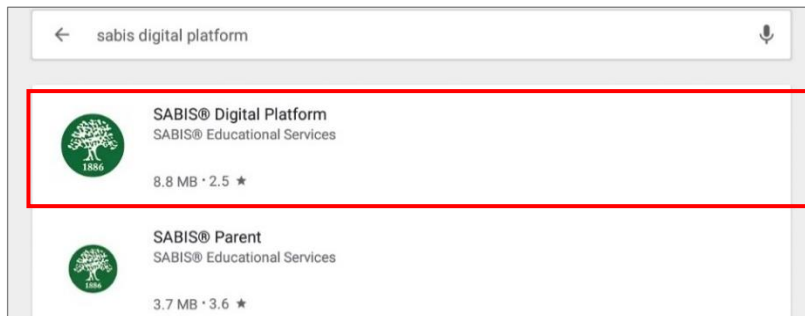 sabis digital platform
SABIS® Digital Platform
SABIS® Educational Services
1886
8.8 MB · 2.5 ★
SABIS® Parent
SABIS® Educational Services
1886
3.7 MB · 3.6 ★